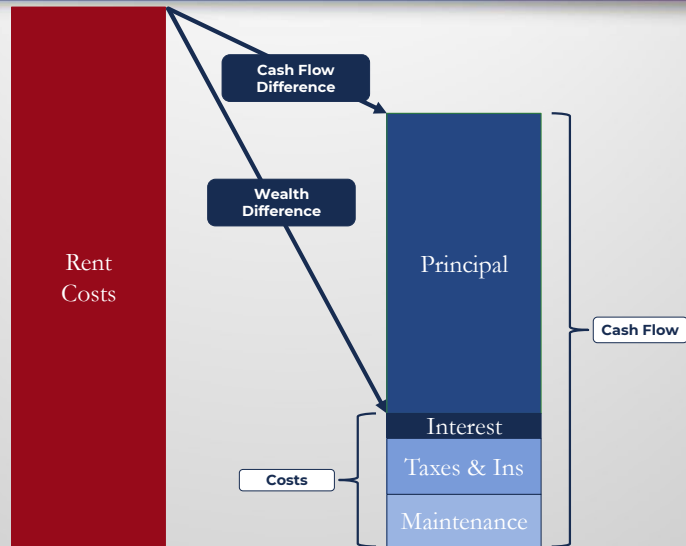 Cash Flow
Difference
Wealth
Difference
Rent
Costs
Principal
Cash Flow
Interest
Taxes & Ins
Costs
Maintenance